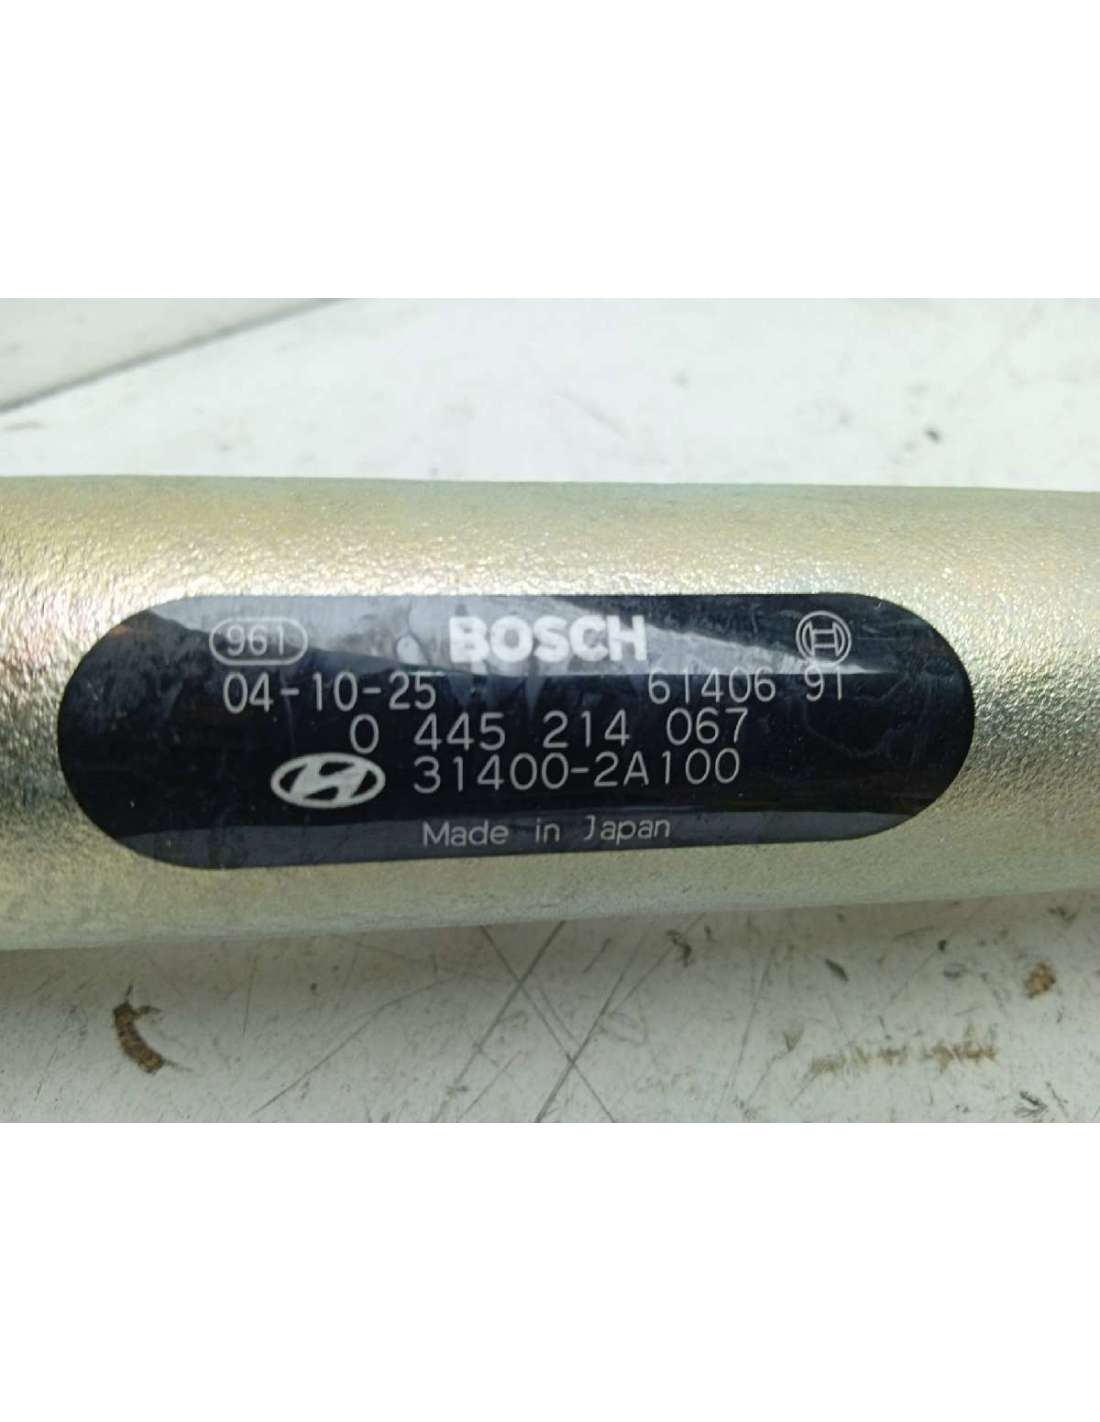 961 BOSCH
04-10-25 61406 91
0 445 214 067
31400-2A100
Made in Japan